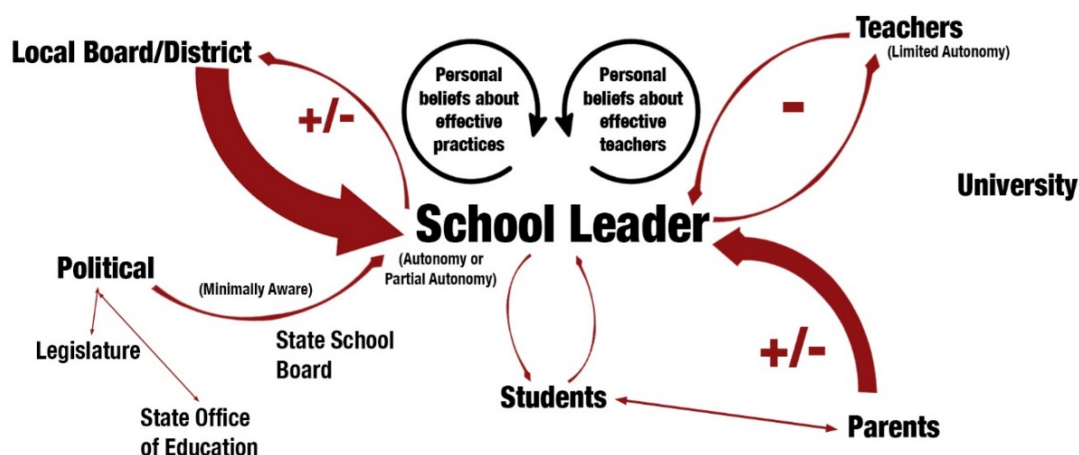 Teachers
(Limited Autonomy)
Local Board/District
+/-
Personal
beliefs about
effective
practices
Personal
beliefs about
effective
teachers
-
University
School Leader
(Autonomy or
Partial Autonomy)
Political
(Minimally Aware)
Legislature
State School
Board
+/-
Students
State Office
of Education
Parents